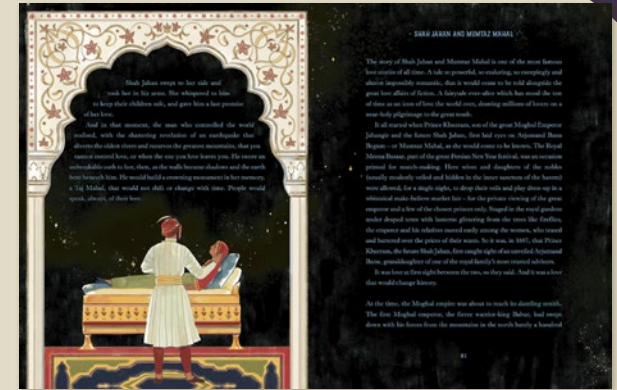 Shah Jahan swept to her side and
took her in his arms. She whispered to him
to keep their children safe, and gave him a last promise
of her love.
And in that moment, the man who controlled the world
realised, with the shattering revelation of an earthquake that
diverts the oldest rivers and recarves the greatest mountains, that you
cannot control love, or when the one you love leaves you. He swore an
unbreakable oath to her, then, as the walls became shadows and the earth
bent beneath him. He would build a crowning monument in her memory,
a Taj Mahal, that would not shift or change with time. People would
speak, always, of their love.
SHAH JAHAN AND MUMTAZ MAHAL
The story of Shah Jahan and Mumtaz Mahal is one of the most famous
love stories of all time. A tale so powerful, so enduring, so sweepingly and
almost impossibly romantic, that it would come to be told alongside the
great love affairs of fiction. A fairytale ever-after which has stood the test
of time as an icon of love the world over, drawing millions of lovers on a
near-holy pilgrimage to the great tomb.
It all started when Prince Khurram, son of the great Mughal Emperor
Jahangir and the future Shah Jahan, first laid eyes on Arjumand Banu
Begum – or Mumtaz Mahal, as she would come to be known. The Royal
Meena Bazaar, part of the great Persian New Year festival, was an occasion
primed for match-making. Here wives and daughters of the nobles
(usually modestly veiled and hidden in the inner sanctum of the harem)
were allowed, for a single night, to drop their veils and play dress-up in a
whimsical make-believe market fair – for the private viewing of the great
emperor and a few of the chosen princes only. Staged in the royal gardens
under draped tents with lanterns glittering from the trees like fireflies,
the emperor and his relatives moved easily among the women, who teased
and bartered over the prices of their wares. So it was, in 1607, that Prince
Khurram, the future Shah Jahan, first caught sight of an unveiled Arjumand
Banu, granddaughter of one of the royal family's most trusted advisors.
It was love at first sight between the two, so they said. And it was a love
that would change history.
At the time, the Mughal empire was about to reach its dazzling zenith.
The first Mughal emperor, the fierce warrior-king Babur, had swept
down with his forces from the mountains in the north barely a hundred